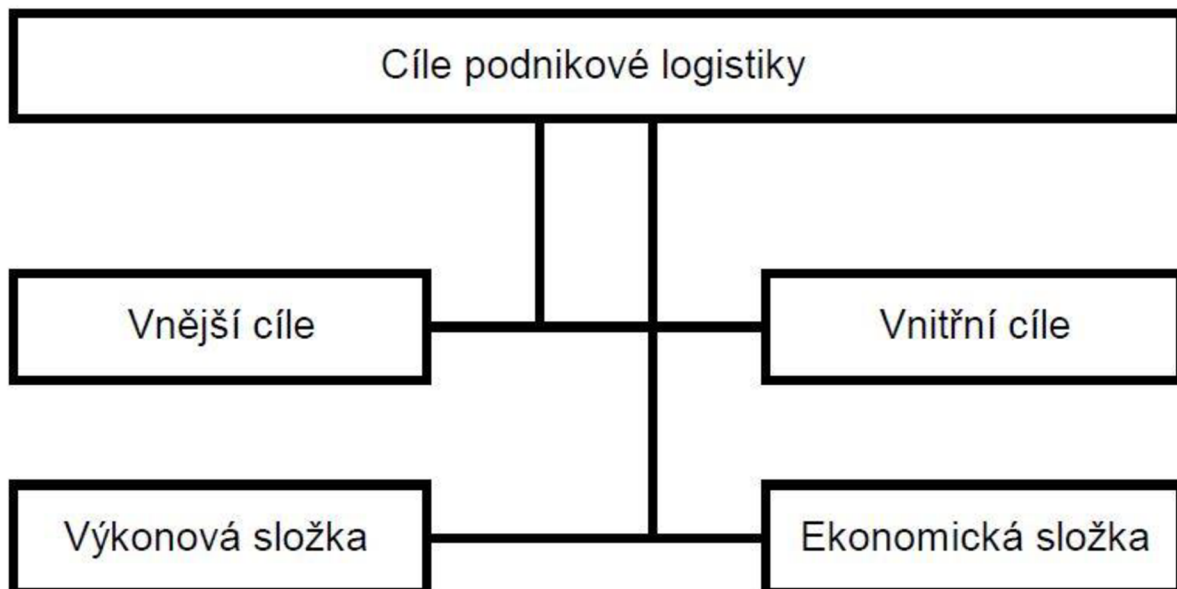 Cíle podnikové logistiky
Vnější cíle
Vnitřní cíle
Výkonová složka
Ekonomická složka